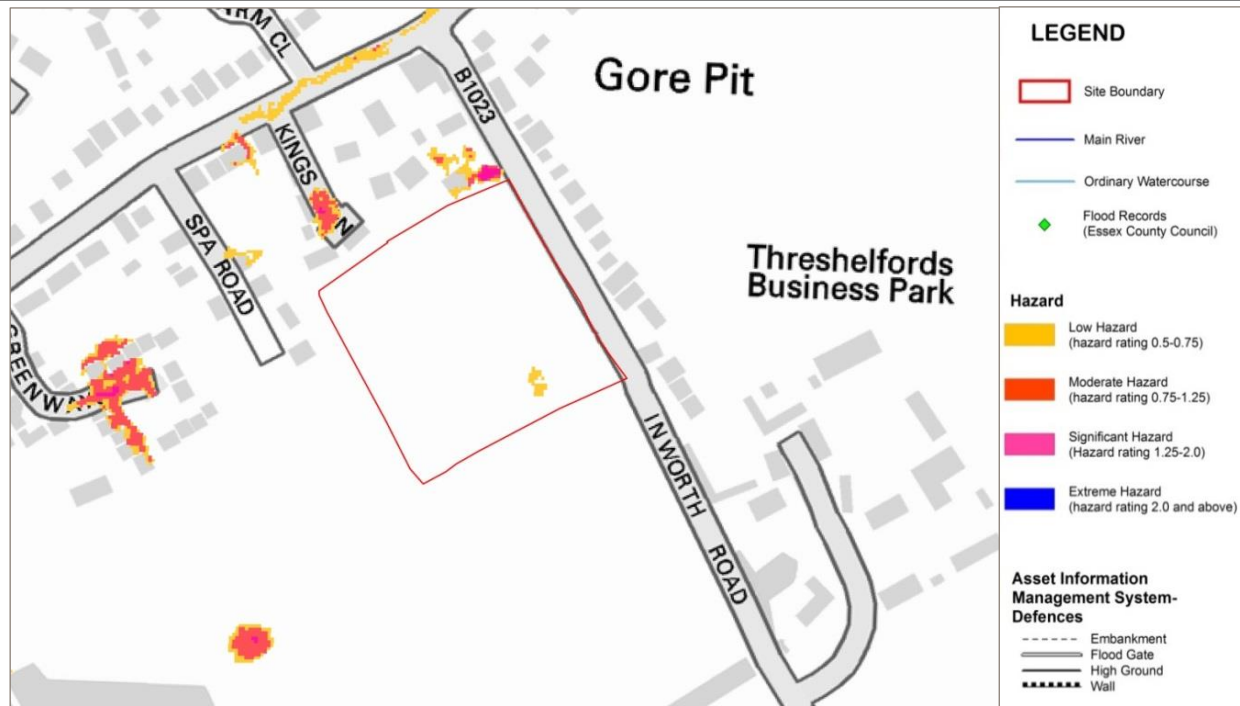 ARM CL
B1023
Gore Pit
KINGS
N
SPA ROAD
Threshelfords
Business Park
GREENWAYS
INWORTH ROAD
LEGEND
Site Boundary
Main River
Ordinary Watercourse
Flood Records
(Essex County Council)
Hazard
Low Hazard
(hazard rating 0.5-0.75)
Moderate Hazard
(hazard rating 0.75-1.25)
Significant Hazard
(Hazard rating 1.25-2.0)
Extreme Hazard
(hazard rating 2.0 and above)
Asset Information
Management System-
Defences
Embankment
Flood Gate
High Ground
Wall